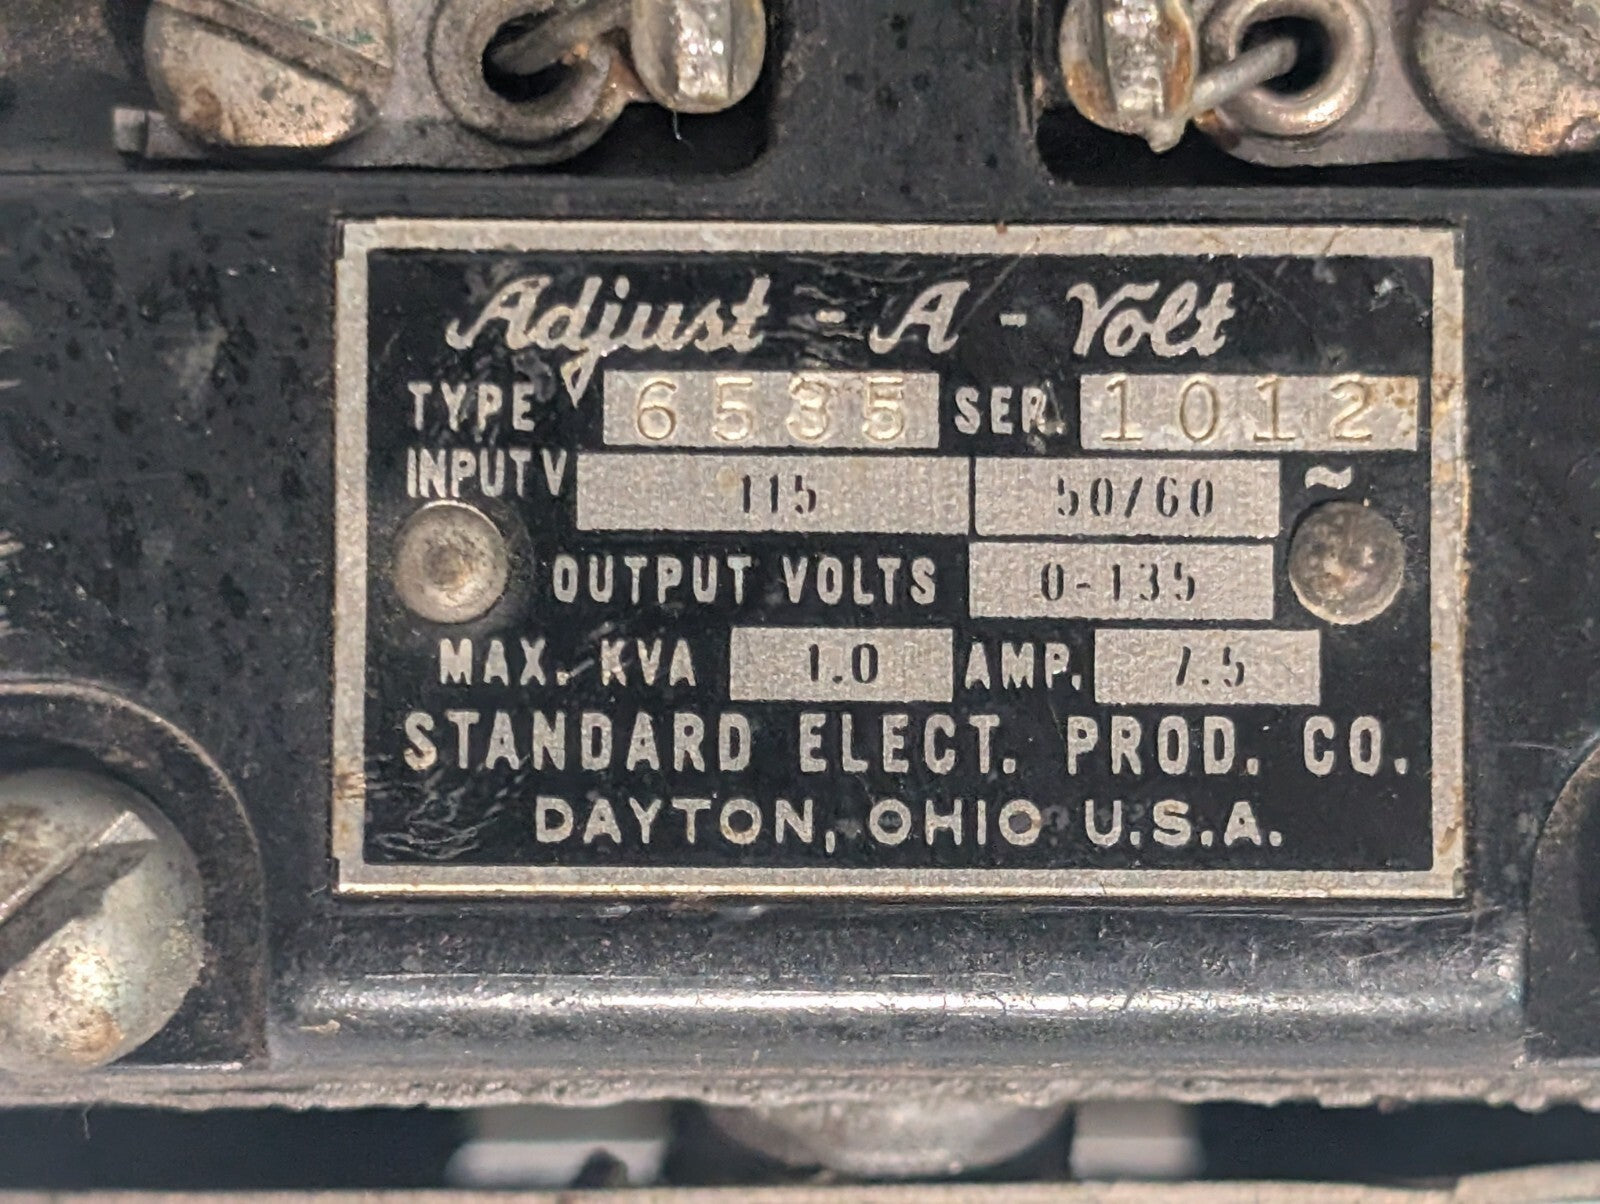 Adjust - A - Volt
TYPE 6535 SER. 1012
INPUT V 115 50/60 ~
OUTPUT VOLTS 0-135
MAX. KVA 1.0 AMP. 7.5
STANDARD ELECT. PROD. CO.
DAYTON, OHIO U.S.A.